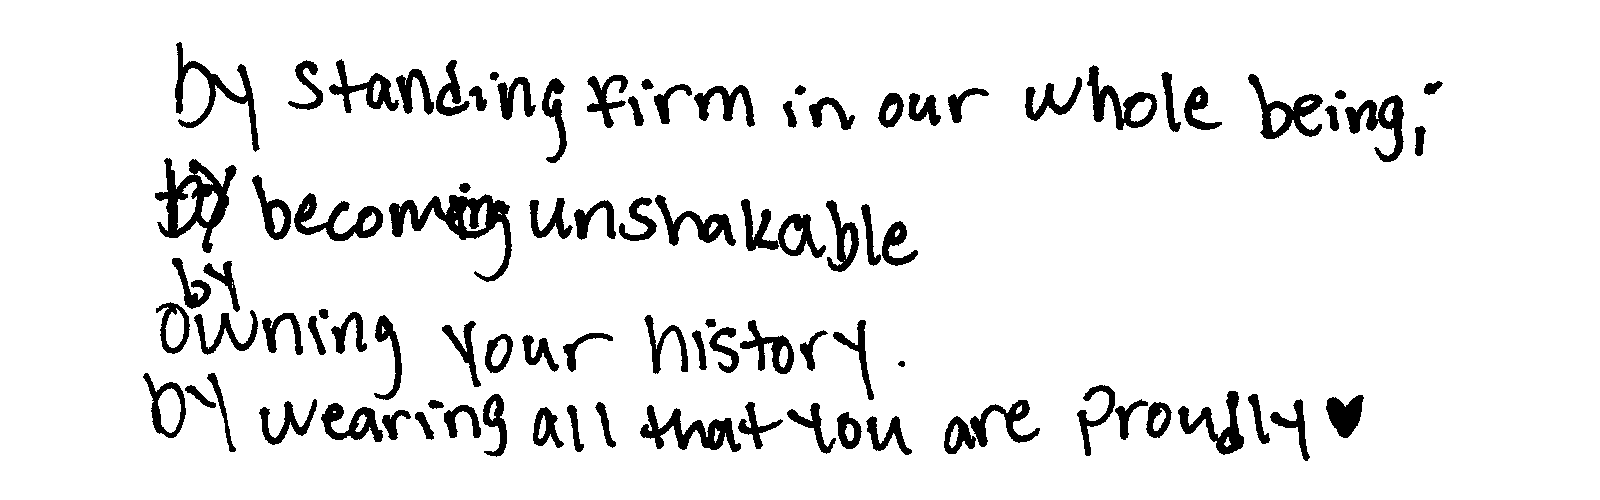 by standing firm in our whole being;
by becoming unshakable
by
owning your history.
by wearing all that you are proudly ♥